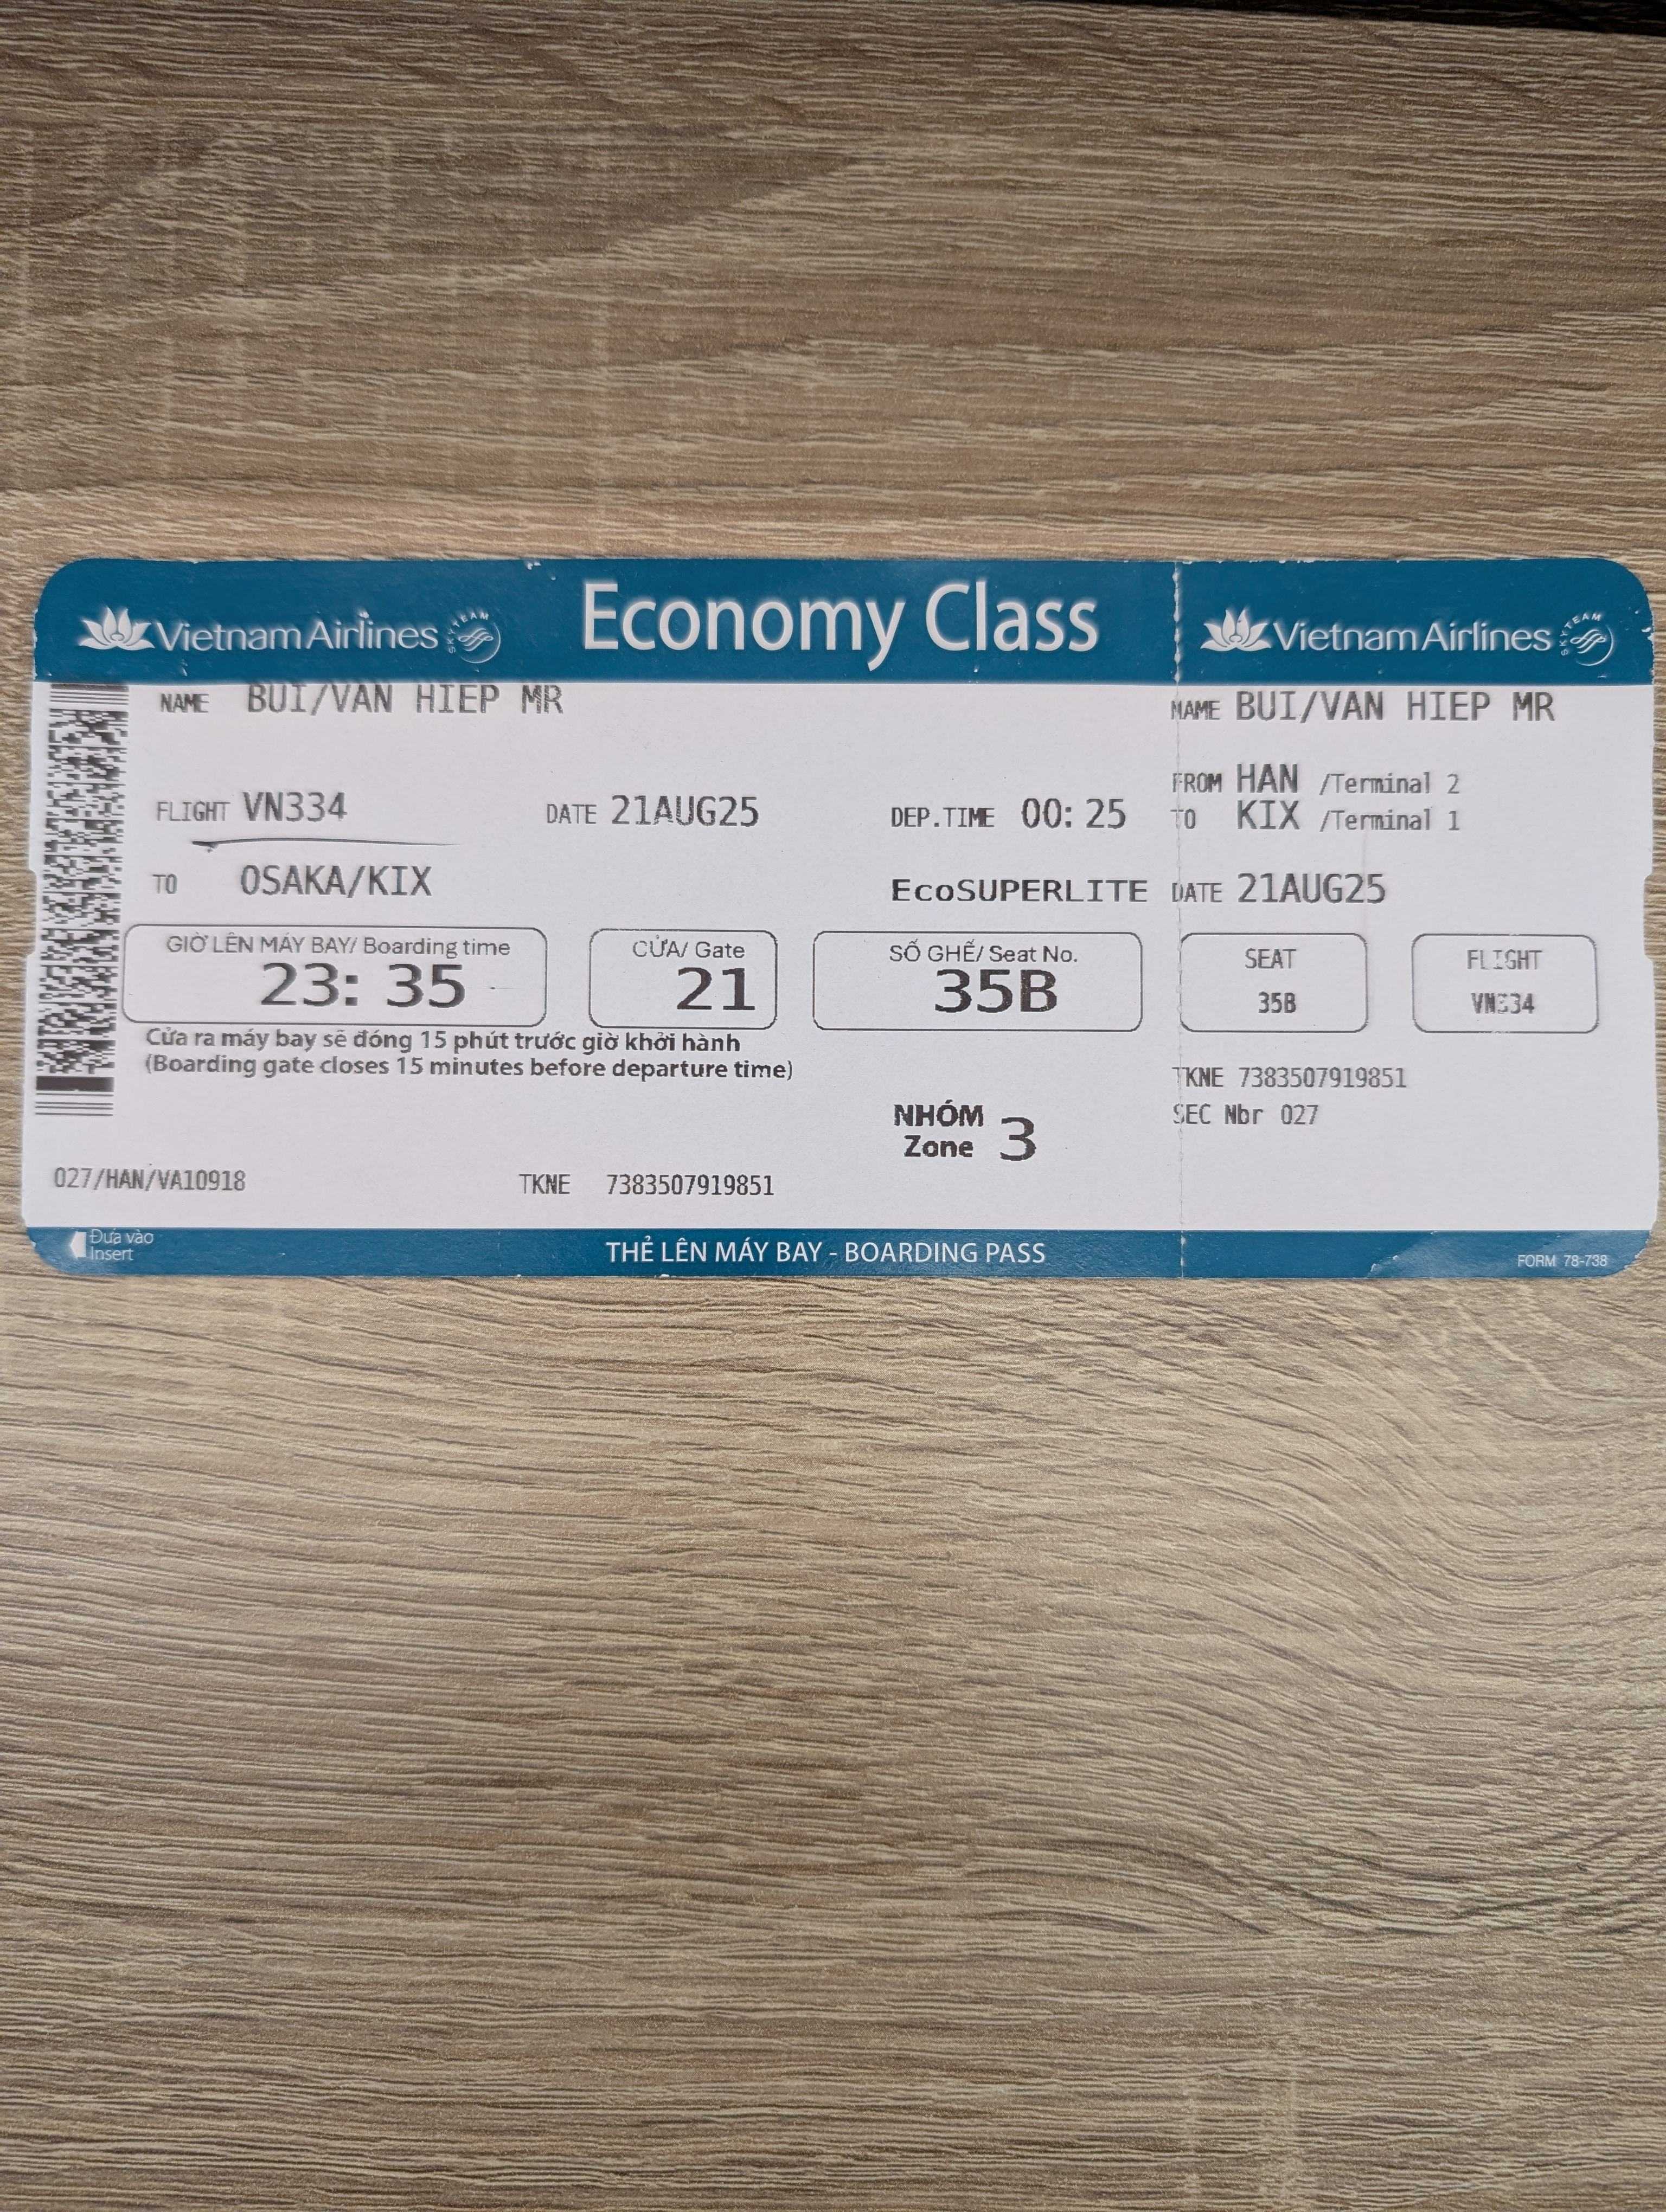 Vietnam Airlines SKYTEAM Economy Class Vietnam Airlines SKYTEAM
NAME BUI/VAN HIEP MR
FLIGHT VN334 DATE 21AUG25 DEP.TIME 00: 25
TO OSAKA/KIX EcoSUPERLITE
GIỜ LÊN MÁY BAY/ Boarding time
23: 35
CỬA/ Gate
21
SỐ GHẾ/ Seat No.
35B
Cửa ra máy bay sẽ đóng 15 phút trước giờ khởi hành
(Boarding gate closes 15 minutes before departure time)
NHÓM
Zone 3
027/HAN/VA10918 TKNE 7383507919851
Đưa vào
Insert
THẺ LÊN MÁY BAY - BOARDING PASS
NAME BUI/VAN HIEP MR
FROM HAN /Terminal 2
TO KIX /Terminal 1
DATE 21AUG25
SEAT
35B
FLIGHT
VN334
TKNE 7383507919851
SEC Nbr 027
FORM 78-738